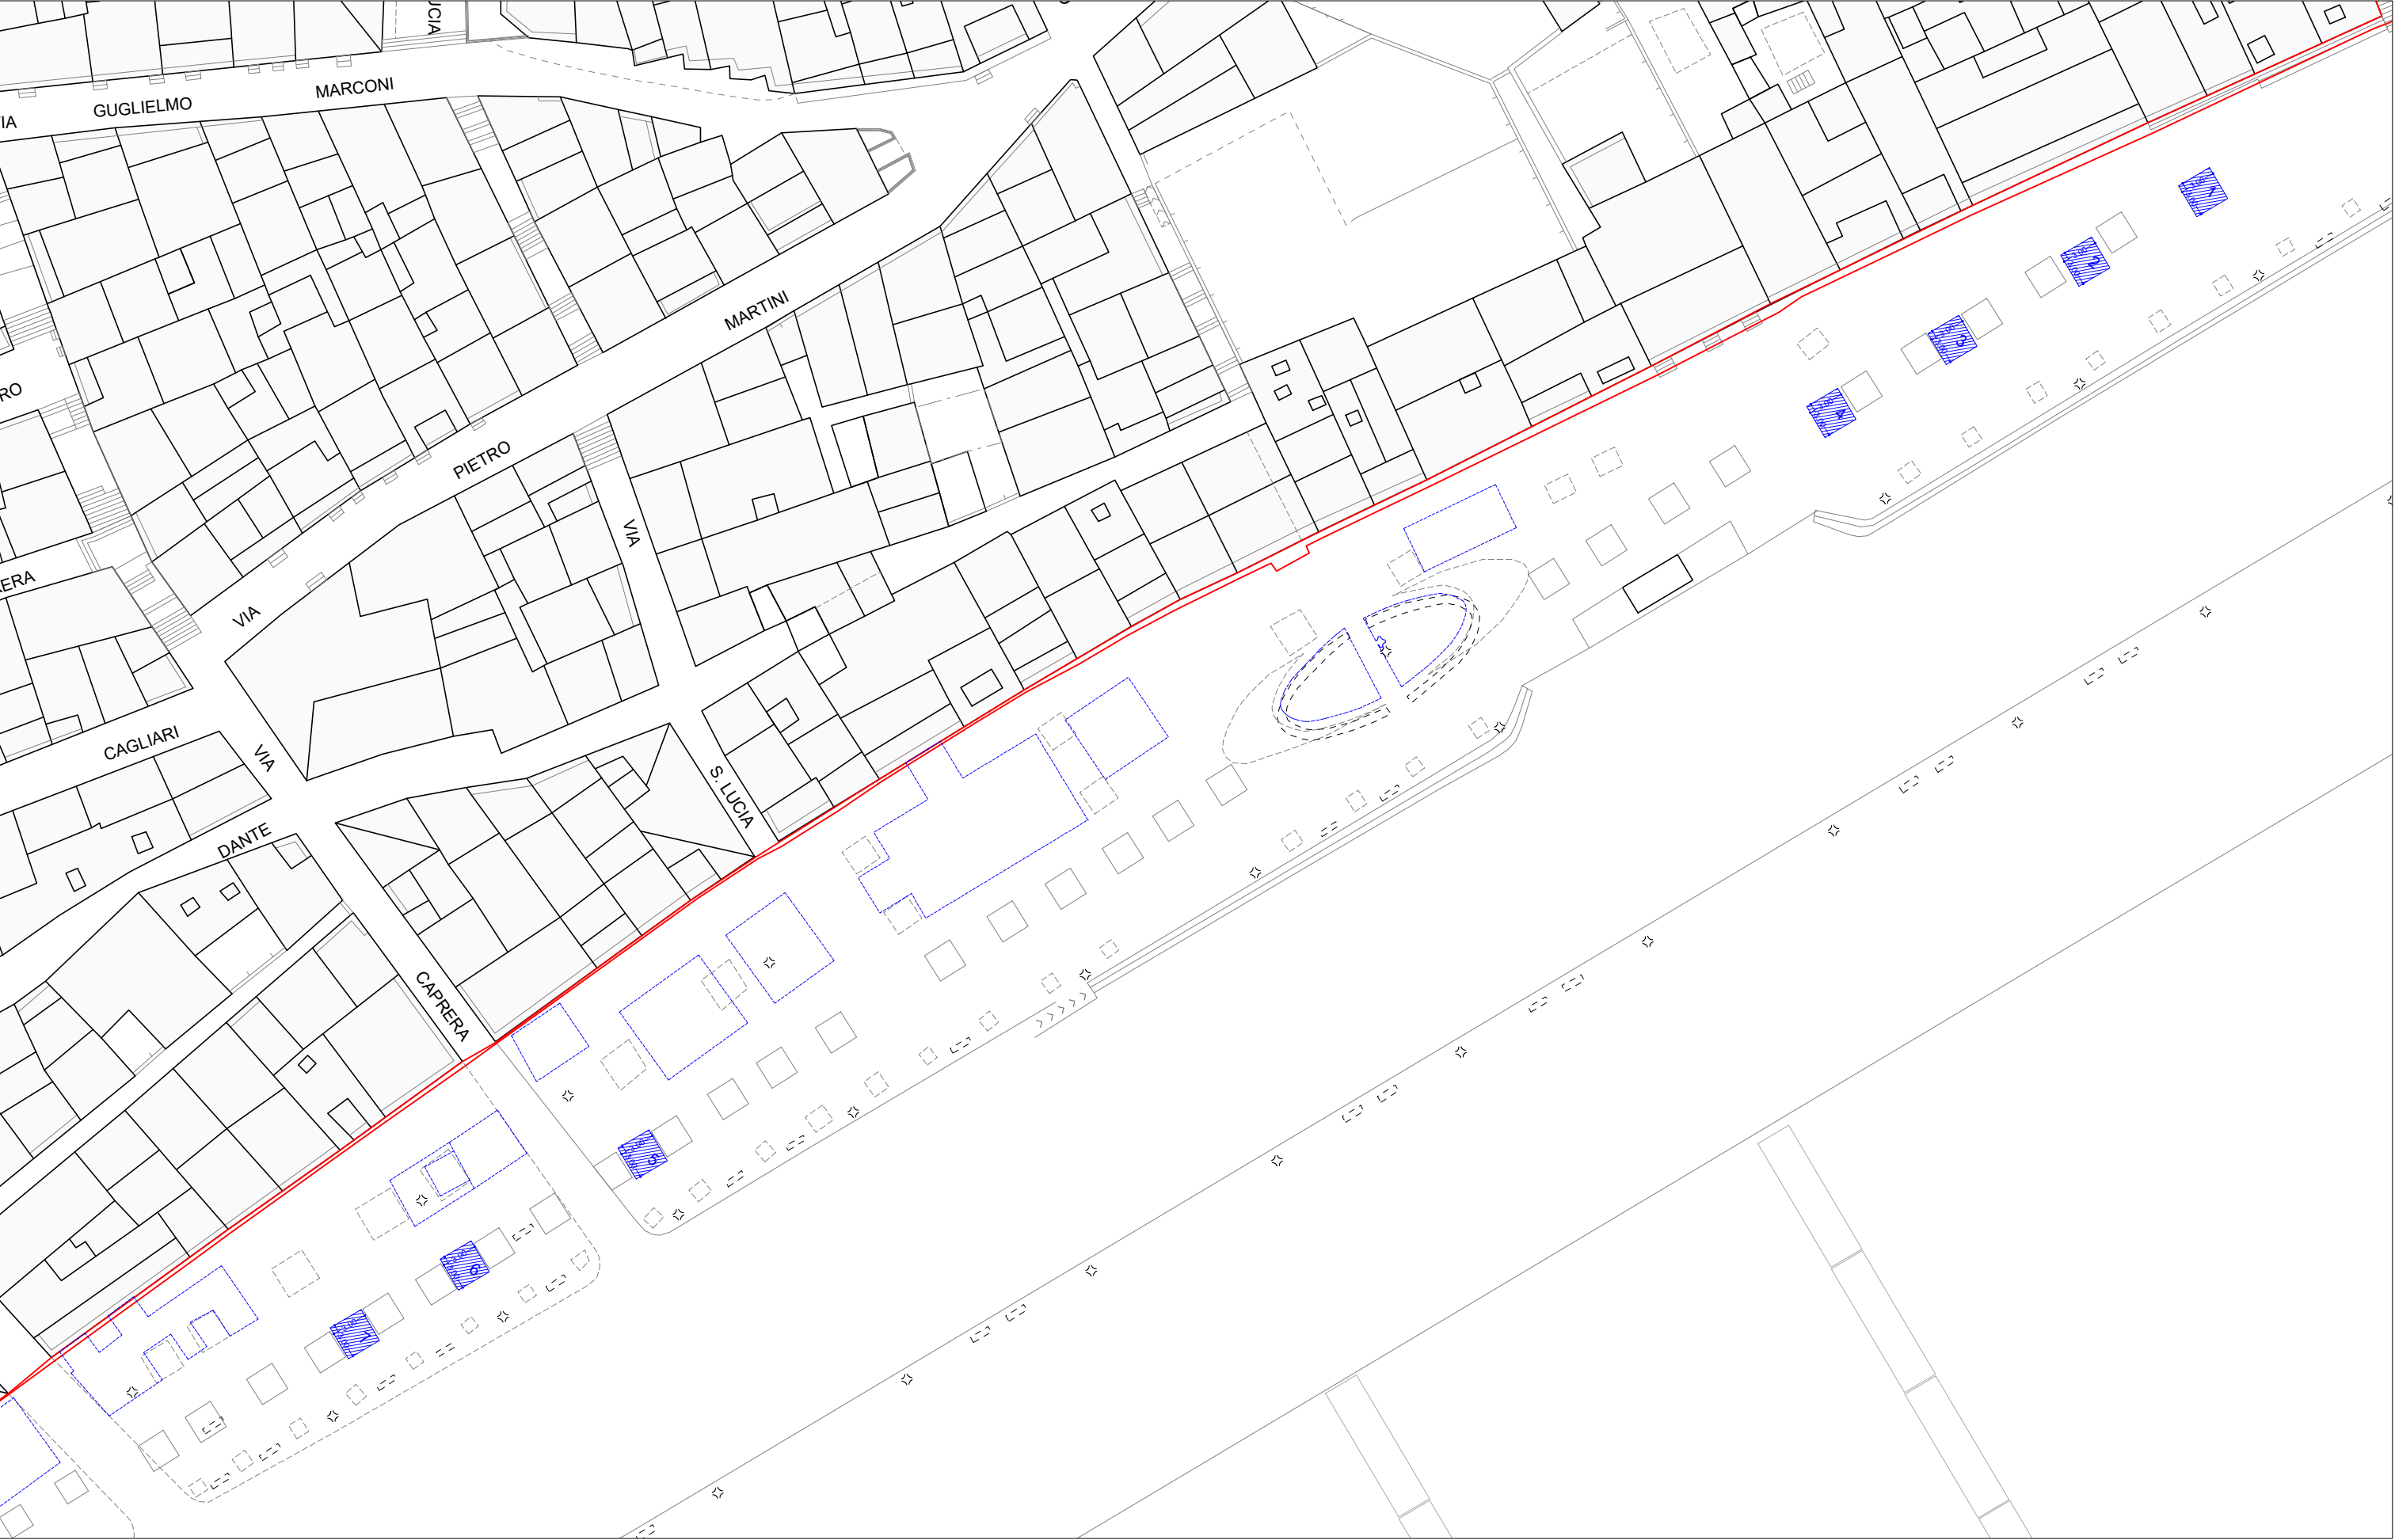 UCIA
GUGLIELMO
MARCONI
IA
MARTINI
RO
PIETRO
VIA
ERA
VIA
CAGLIARI
VIA
S. LUCIA
DANTE
CAPRERA
1
2
3
4
5
6
7